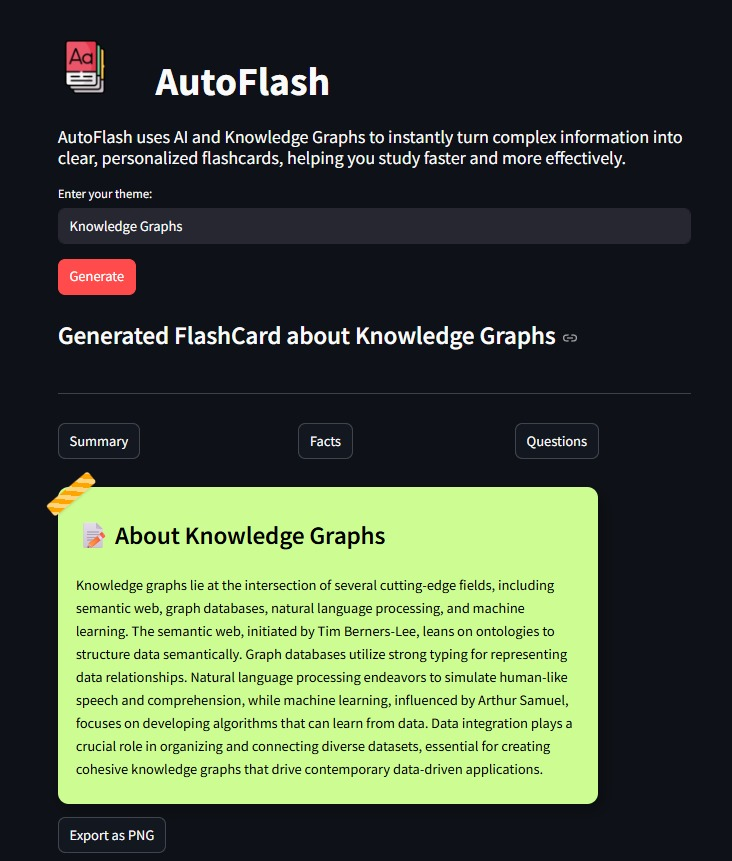 Aa
AutoFlash
AutoFlash uses AI and Knowledge Graphs to instantly turn complex information into
clear, personalized flashcards, helping you study faster and more effectively.
Enter your theme:
Knowledge Graphs
Generate
Generated FlashCard about Knowledge Graphs
Summary
Facts
Questions
About Knowledge Graphs
Knowledge graphs lie at the intersection of several cutting-edge fields, including
semantic web, graph databases, natural language processing, and machine
learning. The semantic web, initiated by Tim Berners-Lee, leans on ontologies to
structure data semantically. Graph databases utilize strong typing for representing
data relationships. Natural language processing endeavors to simulate human-like
speech and comprehension, while machine learning, influenced by Arthur Samuel,
focuses on developing algorithms that can learn from data. Data integration plays a
crucial role in organizing and connecting diverse datasets, essential for creating
cohesive knowledge graphs that drive contemporary data-driven applications.
Export as PNG